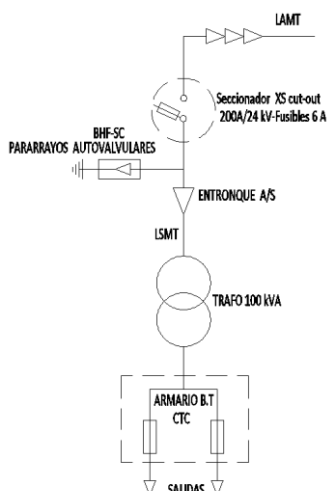 LAMT
Seccionador XS cut-out
200A/24 kV-Fusibles 6 A
BHF-SC
PARARRAYOS AUTOVALVULARES
ENTRONQUE A/S
LSMT
TRAFO 100 kVA
ARMARIO B.T
CTC
SALIDAS